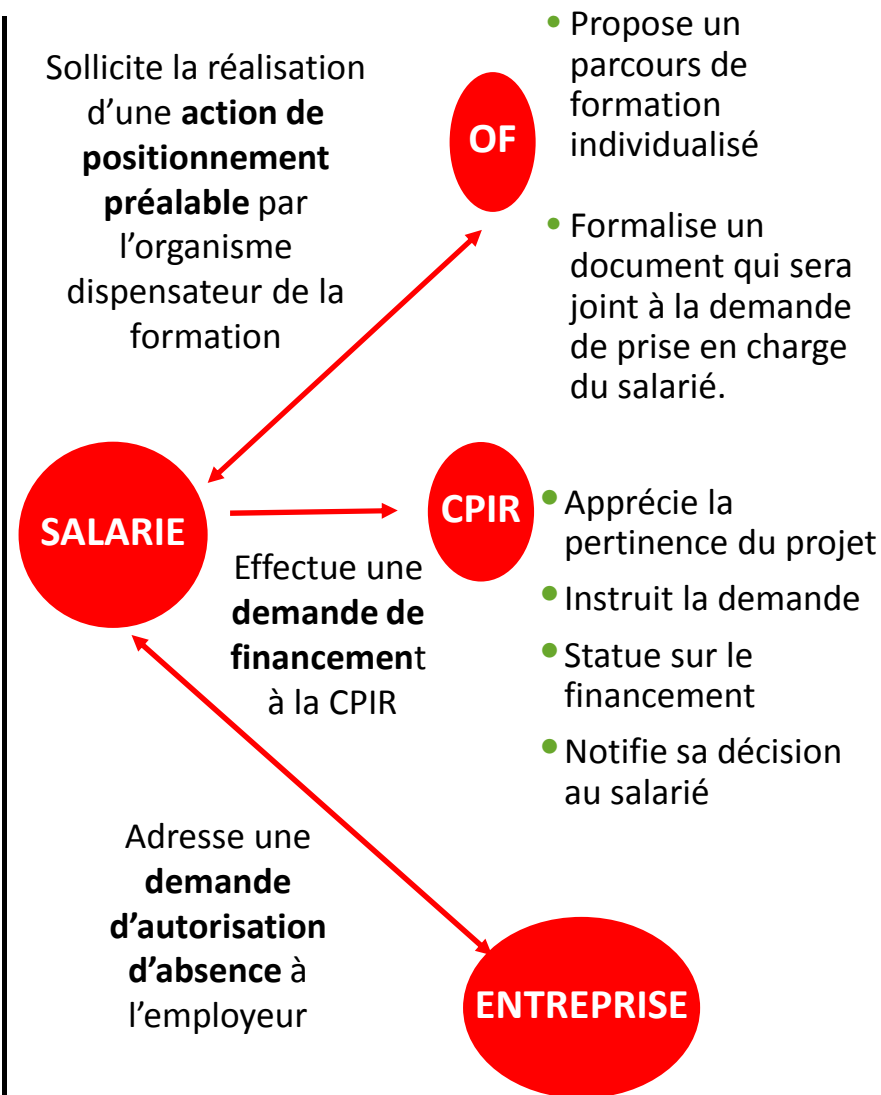 Sollicite la réalisation
d'une action de
positionnement
préalable par
l'organisme
dispensateur de la
formation
OF
• Propose un
parcours de
formation
individualisé
• Formalise un
document qui sera
joint à la demande
de prise en charge
du salarié.
SALARIE
Effectue une
demande de
financement
à la CPIR
CPIR
• Apprécie la
pertinence du projet
• Instruit la demande
• Statue sur le
financement
• Notifie sa décision
au salarié
Adresse une
demande
d'autorisation
d'absence à
l'employeur
ENTREPRISE